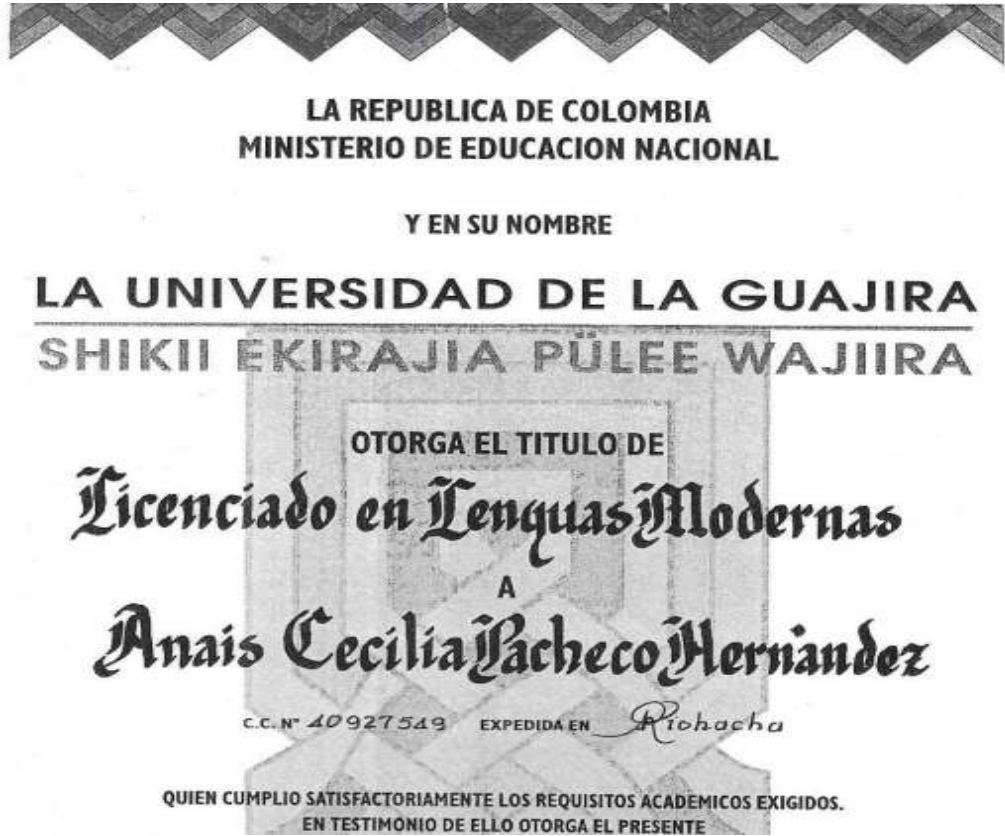 LA REPUBLICA DE COLOMBIA
MINISTERIO DE EDUCACION NACIONAL
Y EN SU NOMBRE
LA UNIVERSIDAD DE LA GUAJIRA
SHIKII EKIRAJIA PÜLEE WAJIIRA
OTORGA EL TITULO DE
Licenciado en Lenguas Modernas
A
Anais Cecilia Pacheco Hernández
C.C. N° 40927549 EXPEDIDA EN Riohacha
QUIEN CUMPLIO SATISFACTORIAMENTE LOS REQUISITOS ACADEMICOS EXIGIDOS.
EN TESTIMONIO DE ELLO OTORGA EL PRESENTE